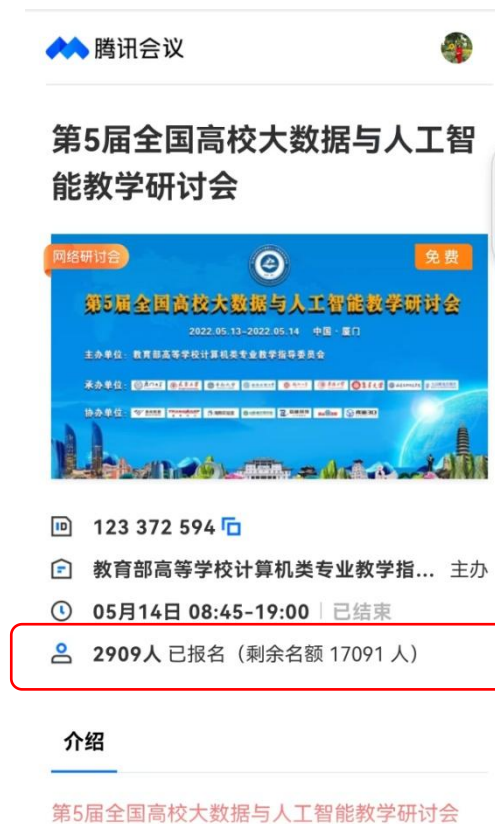 腾讯会议
第5届全国高校大数据与人工智
能教学研讨会
网络研讨会
免费
第5届全国高校大数据与人工智能教学研讨会
2022.05.13-2022.05.14 中国·厦门
主办单位：教育部高等学校计算机类专业教学指导委员会
承办单位：
协办单位：
ID 123 372 594
教育部高等学校计算机类专业教学指... 主办
05月14日 08:45-19:00 | 已结束
2909人 已报名（剩余名额 17091 人）
介绍
第5届全国高校大数据与人工智能教学研讨会